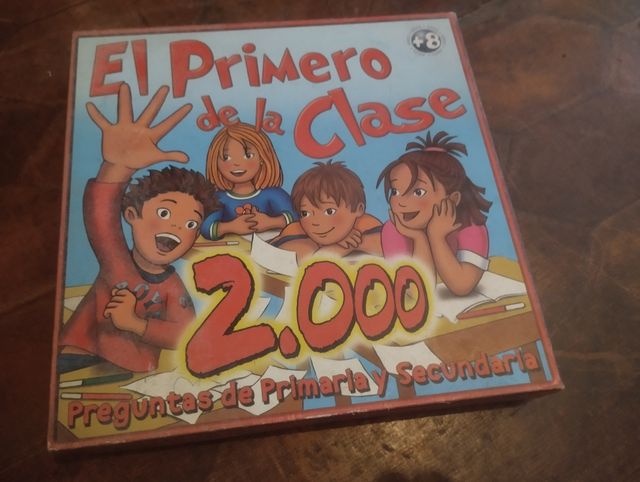 El Primero
de la Clase
+8
2.000
Preguntas de Primaria y Secundaria